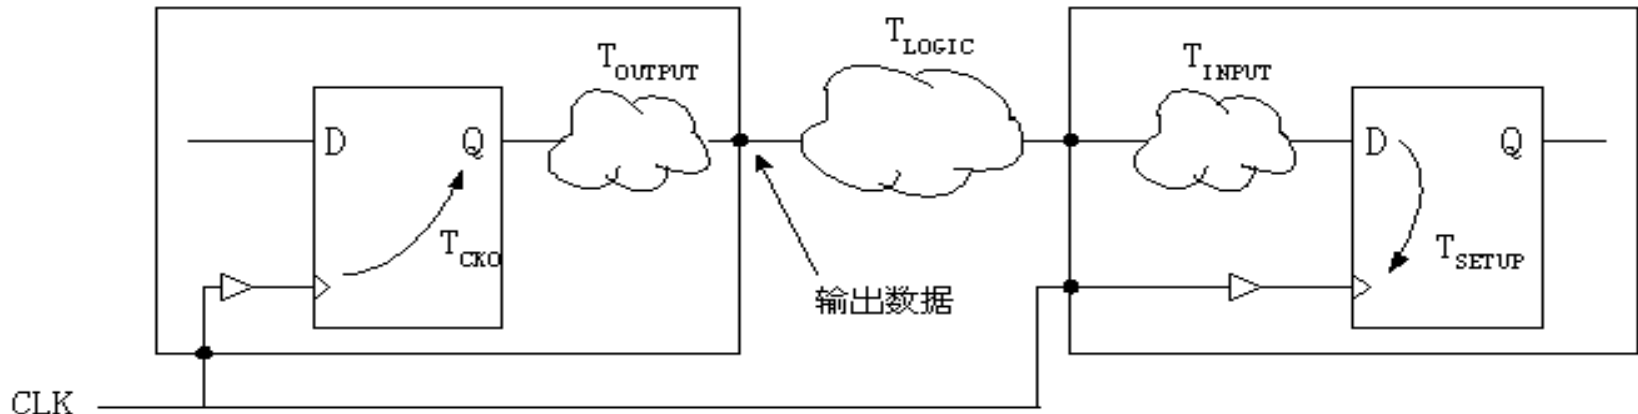 T_LOGIC
T_OUTPUT
T_INPUT
D
Q
D
Q
T_CKO
T_SETUP
输出数据
CLK